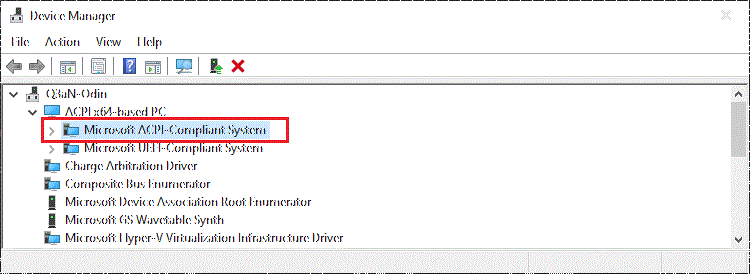 Device Manager
File Action View Help
Q3aN-Odin
ACPI x64-based PC
Microsoft ACPI-Compliant System
Microsoft UEFI-Compliant System
Charge Arbitration Driver
Composite Bus Enumerator
Microsoft Device Association Root Enumerator
Microsoft GS Wavetable Synth
Microsoft Hyper-V Virtualization Infrastructure Driver